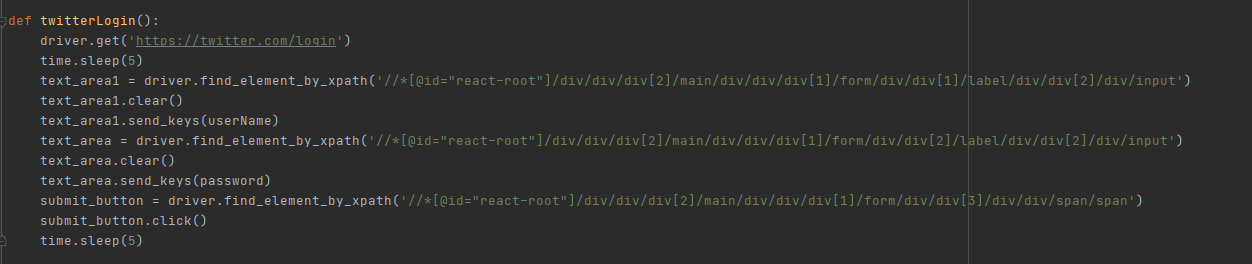 def twitterLogin():
    driver.get('https://twitter.com/login')
    time.sleep(5)
    text_area1 = driver.find_element_by_xpath('//*[@id="react-root"]/div/div/div[2]/main/div/div/div[1]/form/div/div[1]/label/div/div[2]/div/input')
    text_area1.clear()
    text_area1.send_keys(userName)
    text_area = driver.find_element_by_xpath('//*[@id="react-root"]/div/div/div[2]/main/div/div/div[1]/form/div/div[2]/label/div/div[2]/div/input')
    text_area.clear()
    text_area.send_keys(password)
    submit_button = driver.find_element_by_xpath('//*[@id="react-root"]/div/div/div[2]/main/div/div/div[1]/form/div/div[3]/div/div/span/span')
    submit_button.click()
    time.sleep(5)